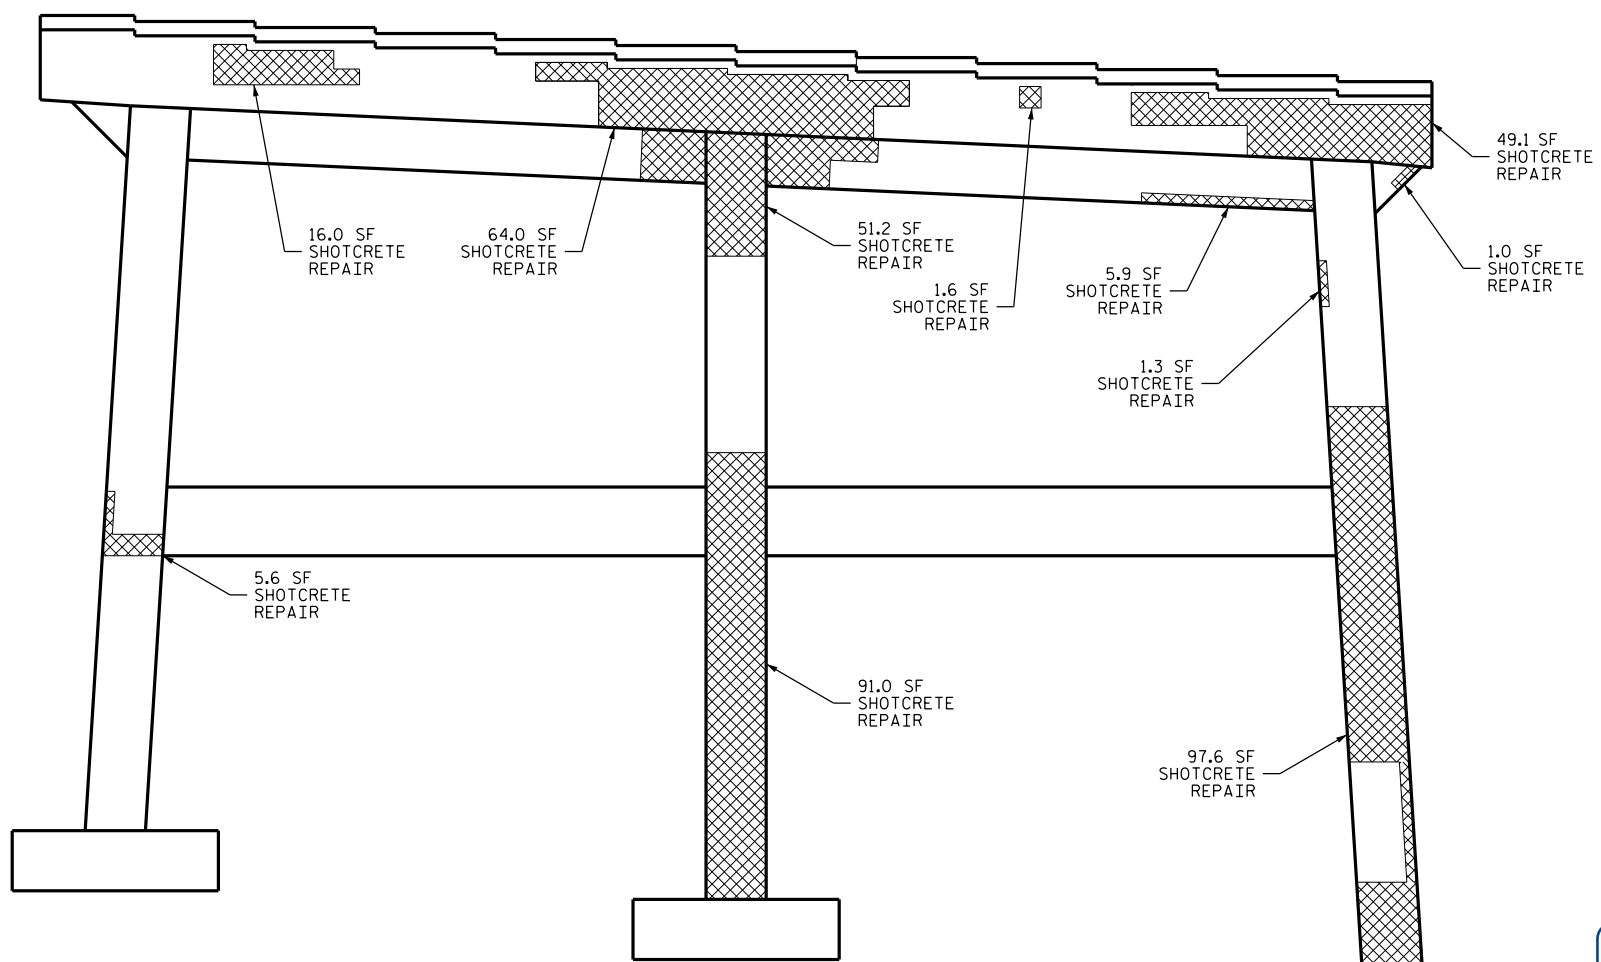 49.1 SF
SHOTCRETE
REPAIR
16.0 SF
SHOTCRETE
REPAIR
64.0 SF
SHOTCRETE
REPAIR
51.2 SF
SHOTCRETE
REPAIR
1.6 SF
SHOTCRETE
REPAIR
5.9 SF
SHOTCRETE
REPAIR
1.0 SF
SHOTCRETE
REPAIR
1.3 SF
SHOTCRETE
REPAIR
5.6 SF
SHOTCRETE
REPAIR
91.0 SF
SHOTCRETE
REPAIR
97.6 SF
SHOTCRETE
REPAIR